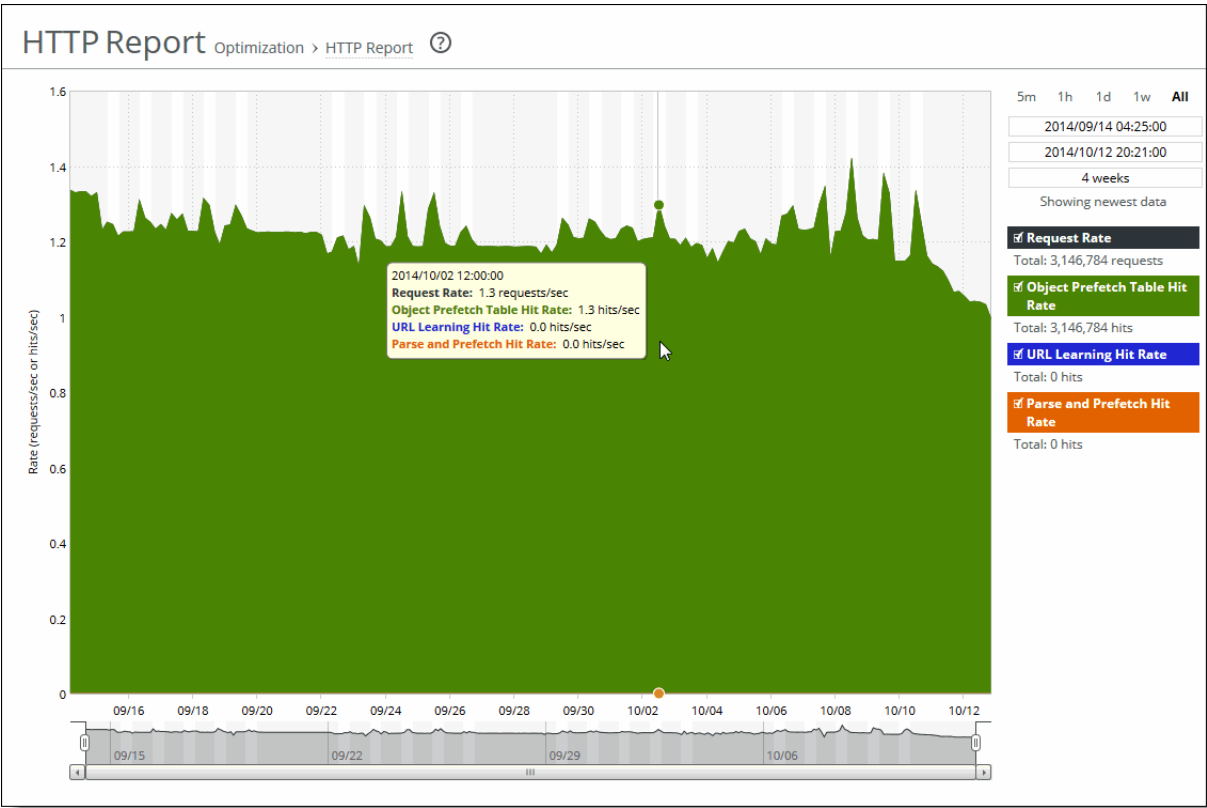 HTTP Report Optimization › HTTP Report ?
1.6
1.4
1.2
1
0.8
0.6
0.4
0.2
0
Rate (requests/sec or hits/sec)
2014/10/02 12:00:00
Request Rate: 1.3 requests/sec
Object Prefetch Table Hit Rate: 1.3 hits/sec
URL Learning Hit Rate: 0.0 hits/sec
Parse and Prefetch Hit Rate: 0.0 hits/sec
09/16 09/18 09/20 09/22 09/24 09/26 09/28 09/30 10/02 10/04 10/06 10/08 10/10 10/12
09/15 09/22 09/29 10/06
5m 1h 1d 1w All
2014/09/14 04:25:00
2014/10/12 20:21:00
4 weeks
Showing newest data
Request Rate
Total: 3,146,784 requests
Object Prefetch Table Hit
Rate
Total: 3,146,784 hits
URL Learning Hit Rate
Total: 0 hits
Parse and Prefetch Hit
Rate
Total: 0 hits